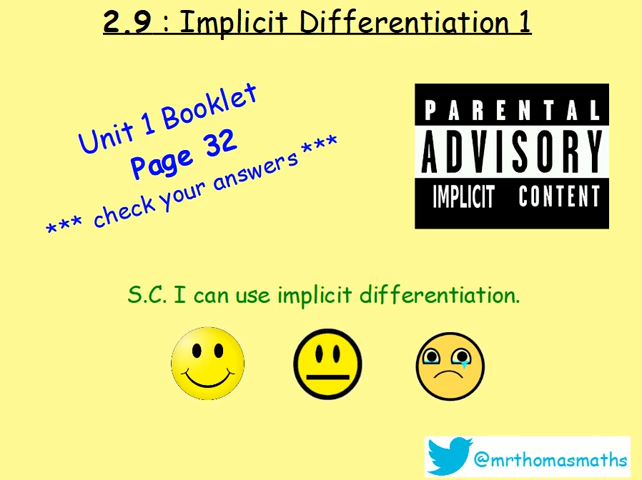 2.9 : Implicit Differentiation 1
Unit 1 Booklet
Page 32
*** check your answers ***
PARENTAL
ADVISORY
IMPLICIT CONTENT
S.C. I can use implicit differentiation.
@mrthomasmaths